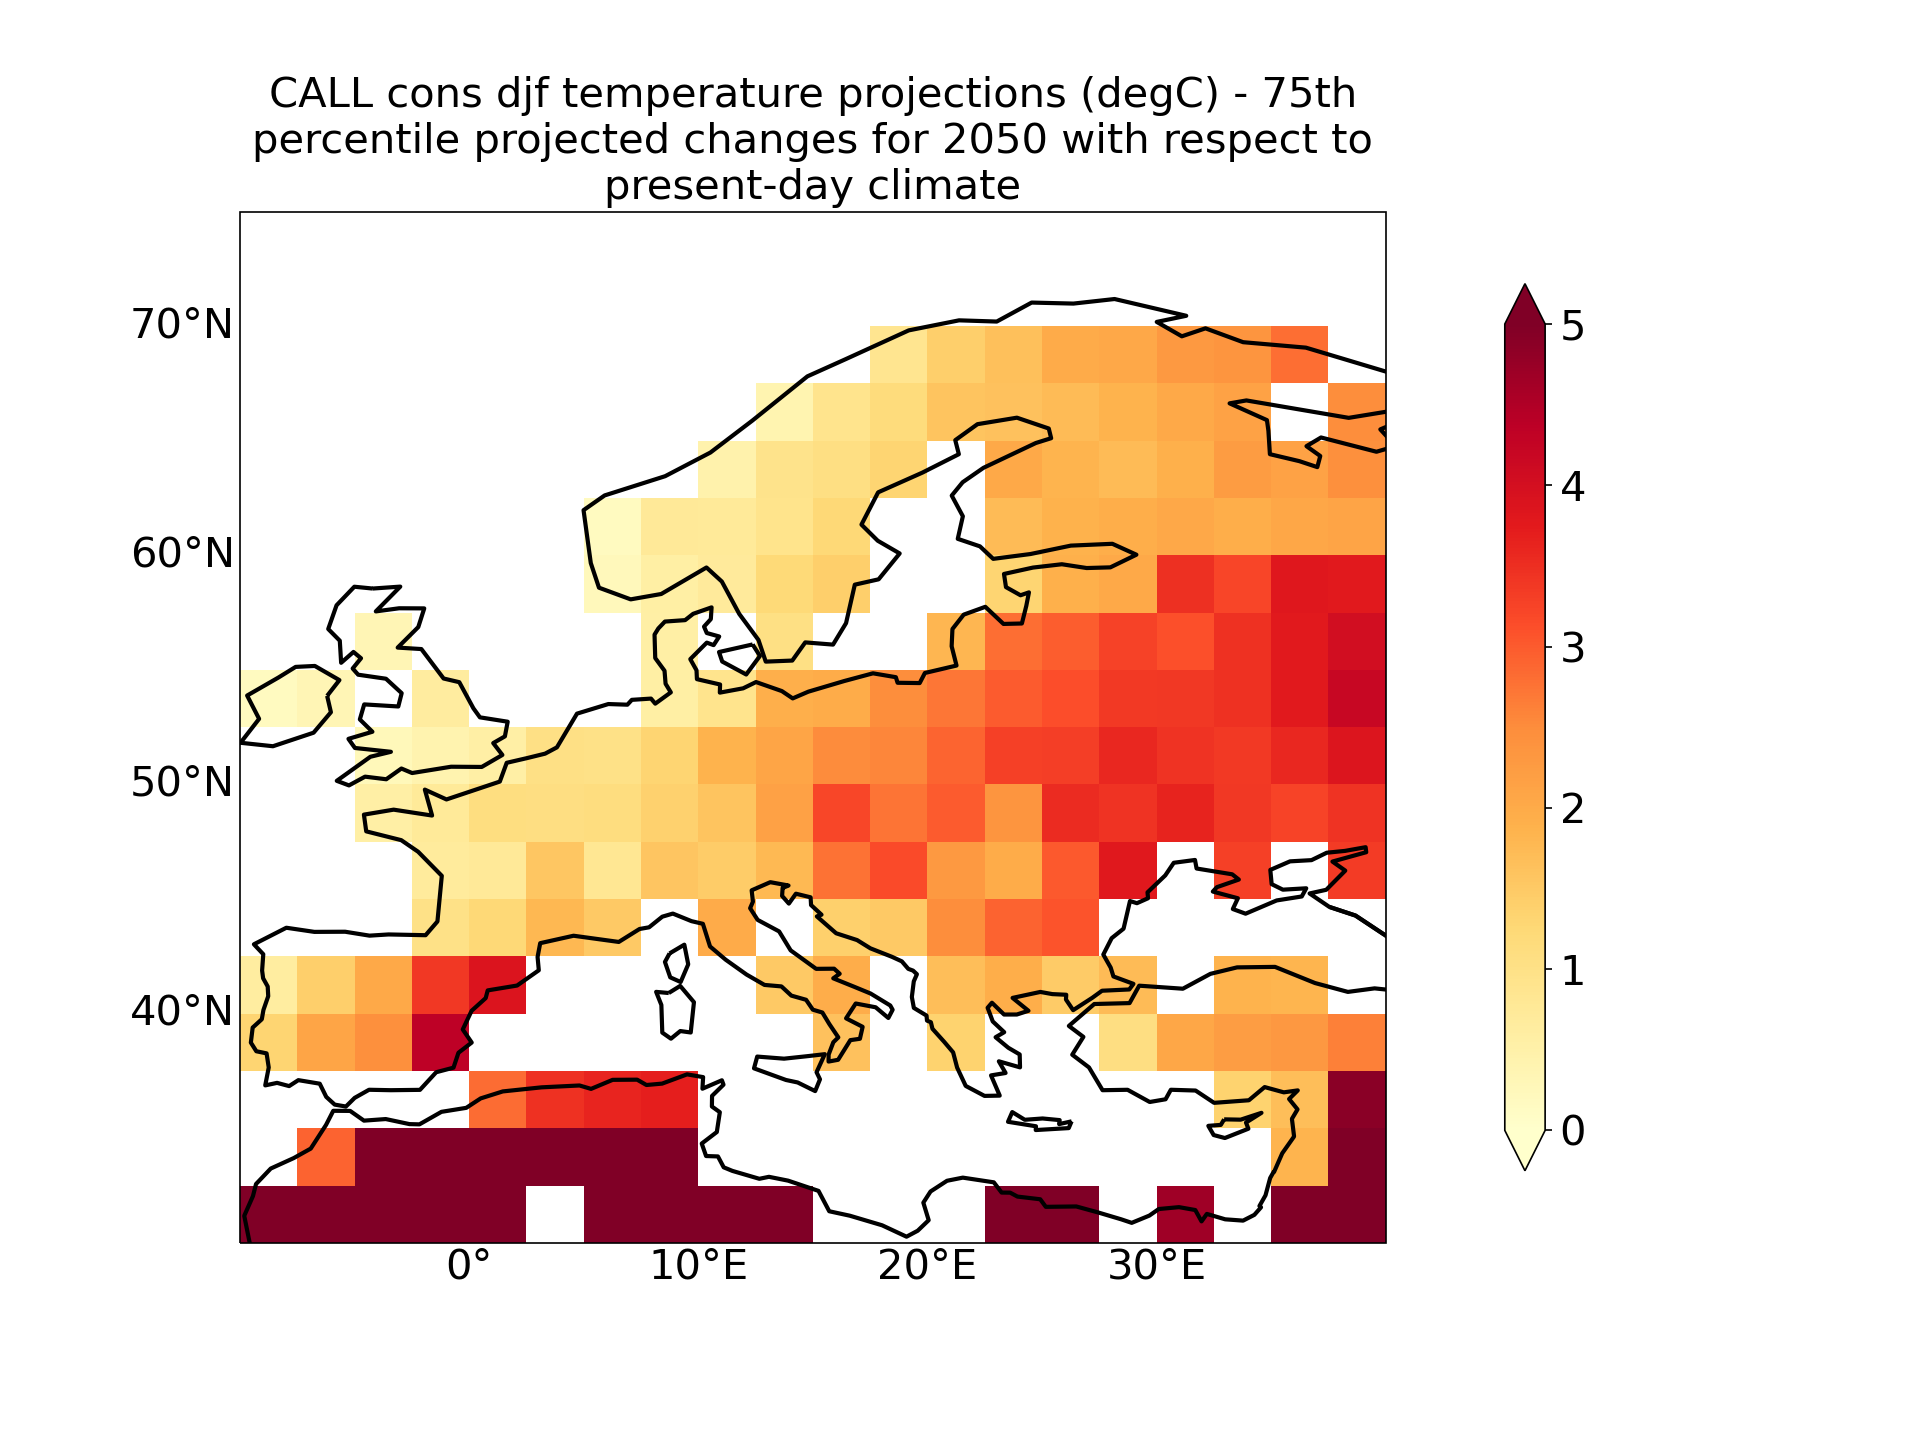 CALL cons djf temperature projections (degC) - 75th
percentile projected changes for 2050 with respect to
present-day climate
70°N
60°N
50°N
40°N
0°
10°E
20°E
30°E
5
4
3
2
1
0